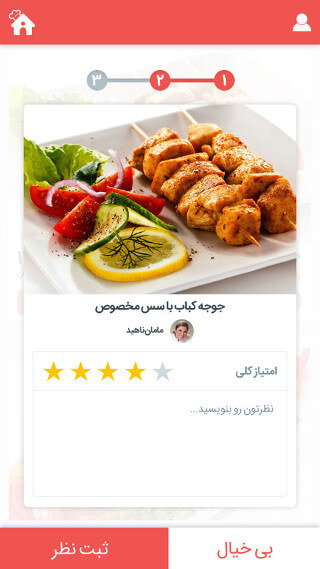 ۱ ۲ ۳
جوجه کباب با سس مخصوص
مامان‌ناهید
امتیاز کلی
نظرتون رو بنویسید...
بی خیال
ثبت نظر